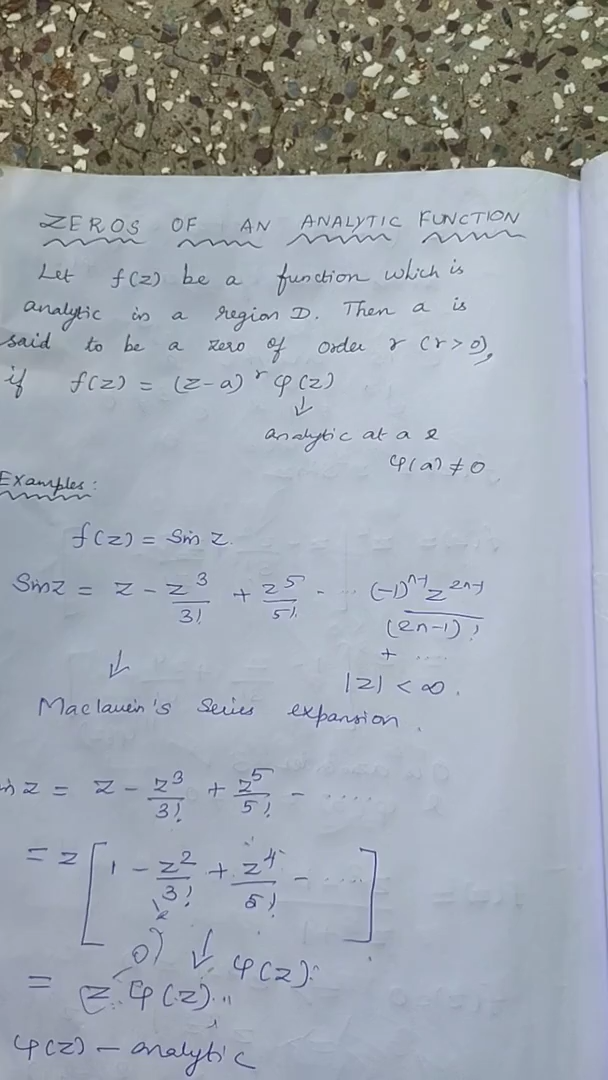 ZEROS OF AN ANALYTIC FUNCTION
Let f(z) be a function which is
analytic in a region D. Then a is
said to be a zero of order r (r>0),
if f(z) = (z-a)^r φ(z)
↓
analytic at a &
φ(a) ≠ 0
Examples:
f(z) = Sin z.
Sinz = z - z^3/3! + z^5/5! - ... (-1)^{n-1} z^{2n-1}/(2n-1)!
+ ....
↓ |z| < ∞.
Maclauein's Series expansion.
n z = z - z^3/3! + z^5/5! - ....
= z [1 - z^2/3! + z^4/5! - ....]
0) ↓ φ(z).
= z φ(z).
φ(z) - analytic